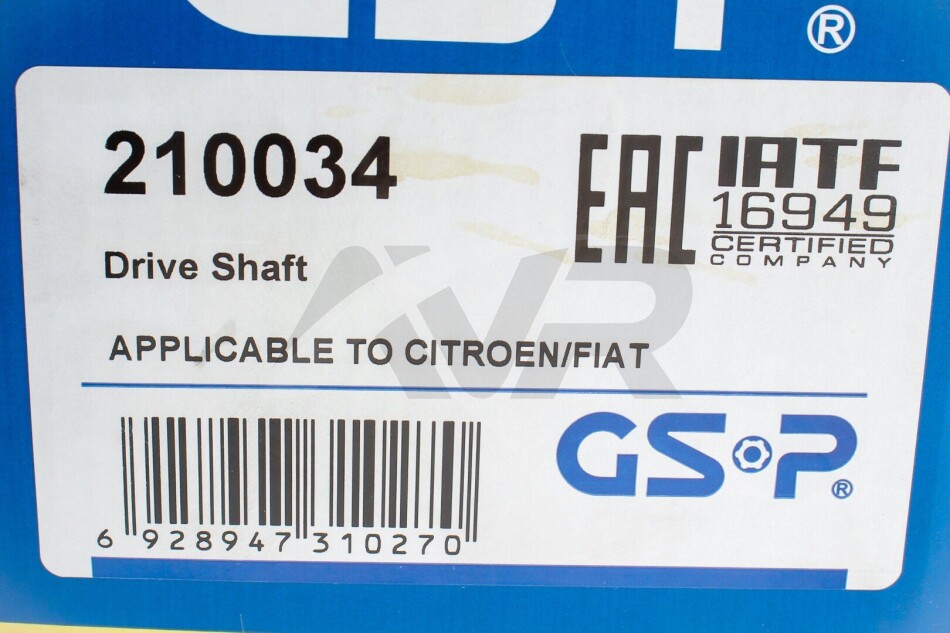 ®
210034
EAC
IATF
16949
CERTIFIED
COMPANY
Drive Shaft
APPLICABLE TO CITROEN/FIAT
GSP®
6 928947 310270